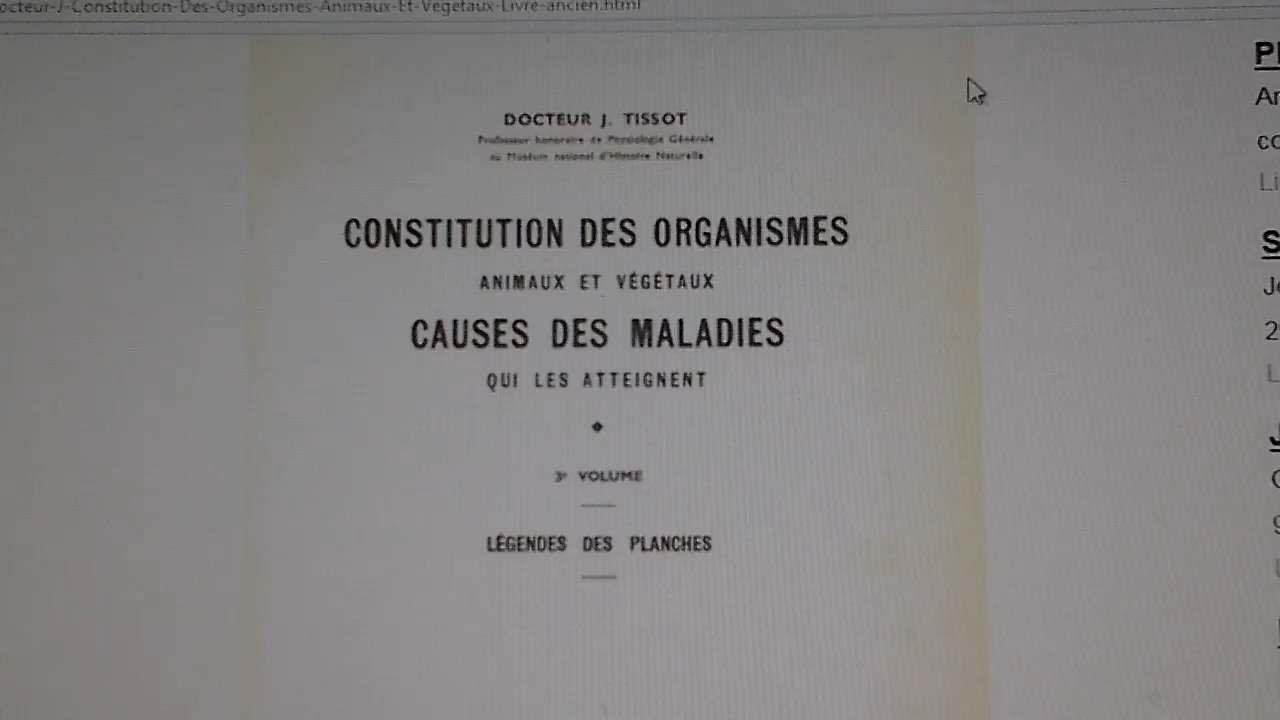 octeur-J-Constitution-Des-Organismes-Animaux-Et-Vegetaux-Livre-ancien.html
DOCTEUR J. TISSOT
Professeur honoraire de Physiologie Générale
au Muséum national d'Histoire Naturelle
CONSTITUTION DES ORGANISMES
ANIMAUX ET VÉGÉTAUX
CAUSES DES MALADIES
QUI LES ATTEIGNENT
3e VOLUME
LÉGENDES DES PLANCHES